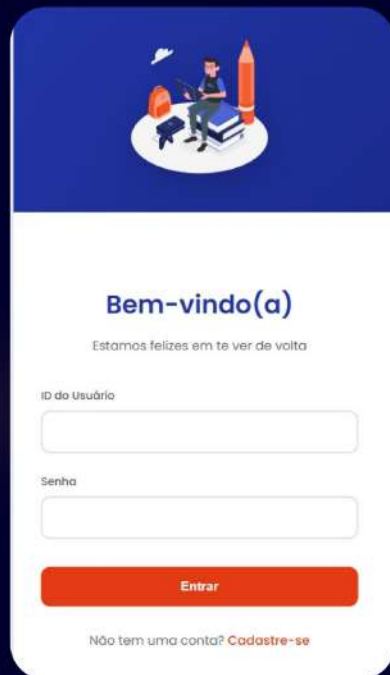 Bem-vindo(a)
Estamos felizes em te ver de volta
ID do Usuário
Senha
Entrar
Não tem uma conta? Cadastre-se